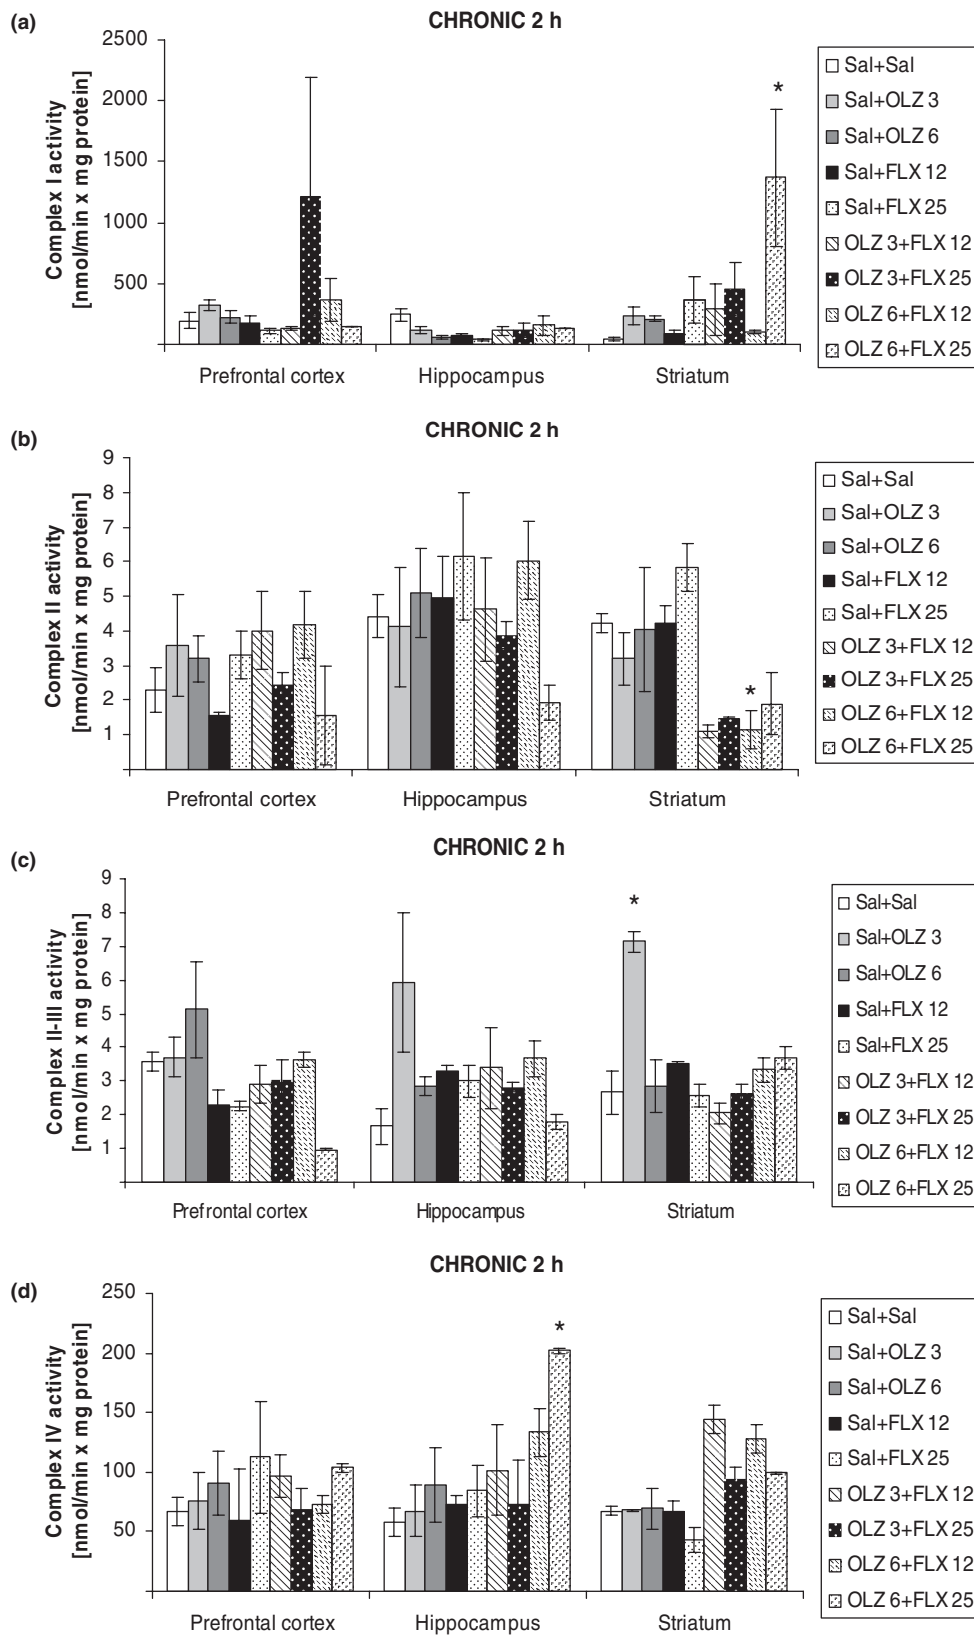 (a)
CHRONIC 2 h
Complex I activity
[nmol/min x mg protein]
2500
2000
1500
1000
500
*
Prefrontal cortex
Hippocampus
Striatum
Sal+Sal
Sal+OLZ 3
Sal+OLZ 6
Sal+FLX 12
Sal+FLX 25
OLZ 3+FLX 12
OLZ 3+FLX 25
OLZ 6+FLX 12
OLZ 6+FLX 25
(b)
CHRONIC 2 h
Complex II activity
[nmol/min x mg protein]
9
8
7
6
5
4
3
2
1
*
Prefrontal cortex
Hippocampus
Striatum
Sal+Sal
Sal+OLZ 3
Sal+OLZ 6
Sal+FLX 12
Sal+FLX 25
OLZ 3+FLX 12
OLZ 3+FLX 25
OLZ 6+FLX 12
OLZ 6+FLX 25
(c)
CHRONIC 2 h
Complex II-III activity
[nmol/min x mg protein]
9
8
7
6
5
4
3
2
1
*
Prefrontal cortex
Hippocampus
Striatum
Sal+Sal
Sal+OLZ 3
Sal+OLZ 6
Sal+FLX 12
Sal+FLX 25
OLZ 3+FLX 12
OLZ 3+FLX 25
OLZ 6+FLX 12
OLZ 6+FLX 25
(d)
CHRONIC 2 h
Complex IV activity
[nmol/min x mg protein]
250
200
150
100
50
*
Prefrontal cortex
Hippocampus
Striatum
Sal+Sal
Sal+OLZ 3
Sal+OLZ 6
Sal+FLX 12
Sal+FLX 25
OLZ 3+FLX 12
OLZ 3+FLX 25
OLZ 6+FLX 12
OLZ 6+FLX 25